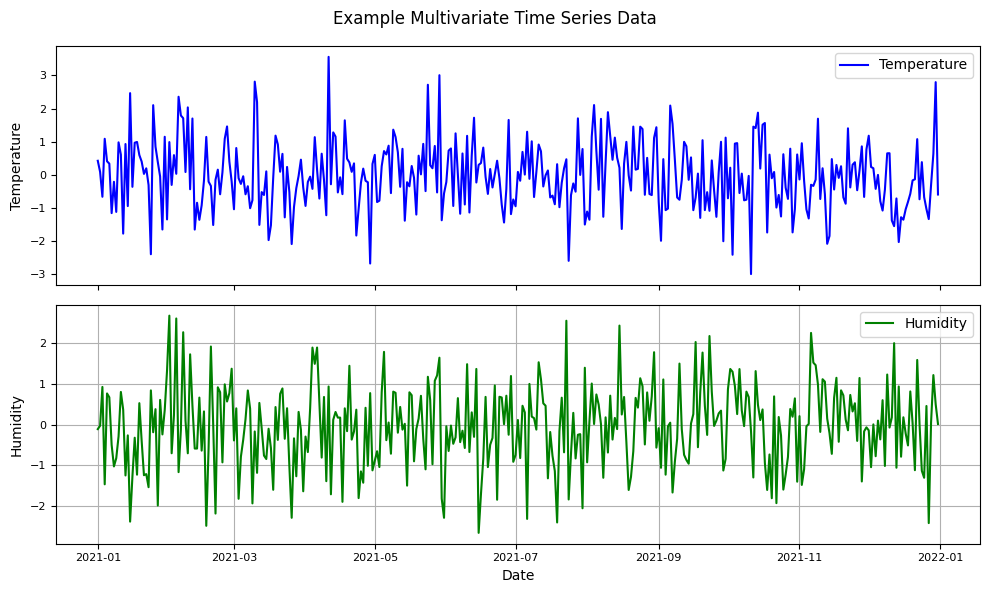 Example Multivariate Time Series Data
Temperature
3
2
1
0
−1
−2
−3
Temperature
Humidity
2
1
0
−1
−2
Humidity
2021-01 2021-03 2021-05 2021-07 2021-09 2021-11 2022-01
Date